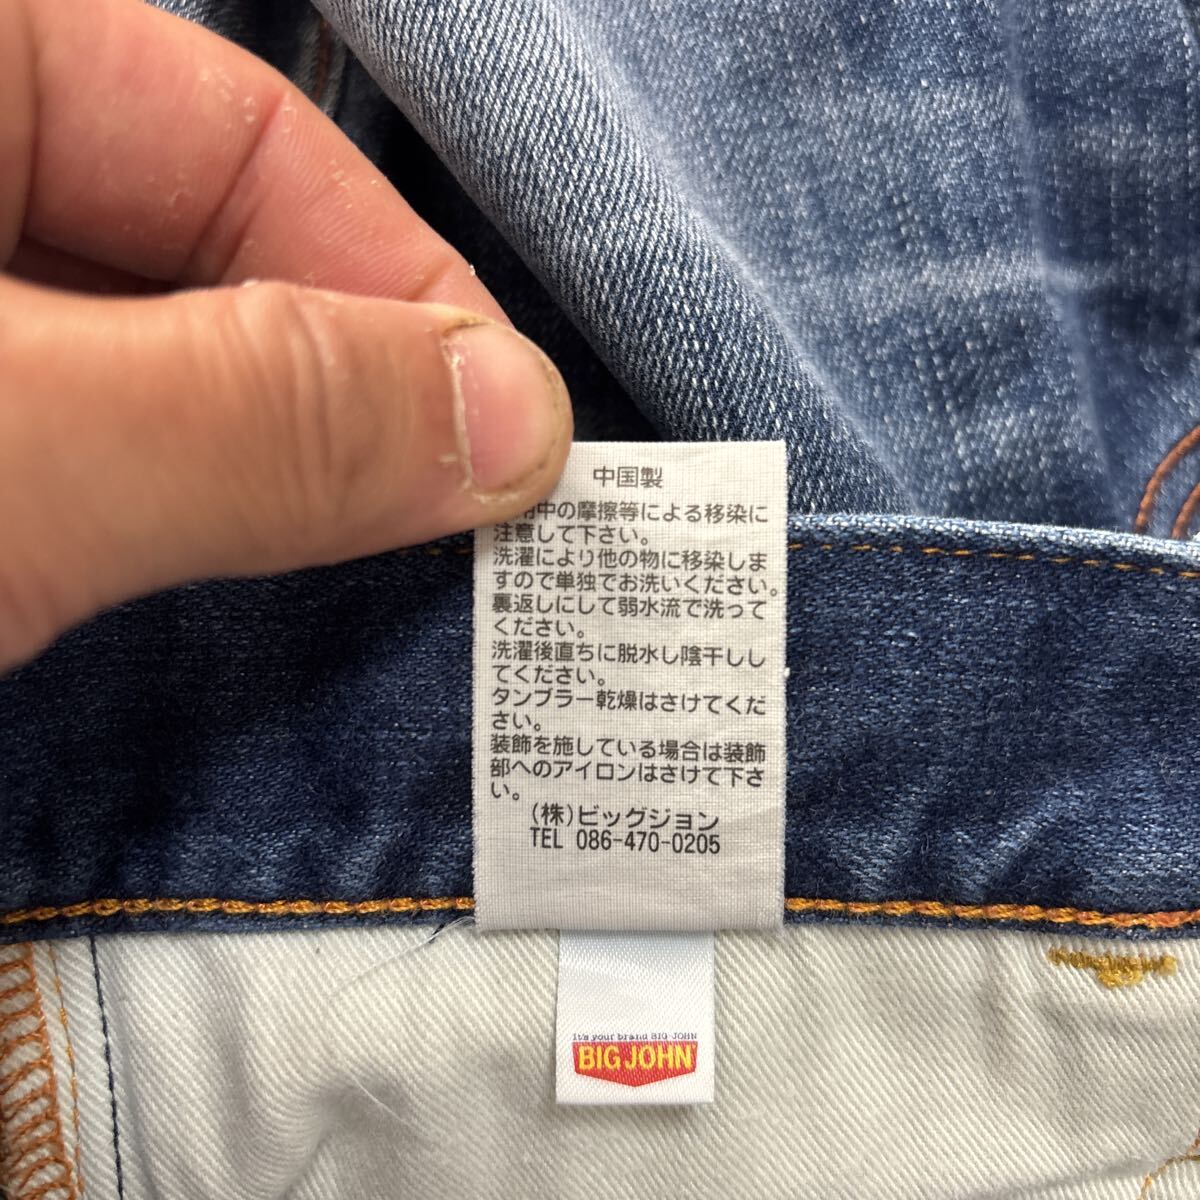 中国製
中の摩擦等による移染に
注意して下さい。
洗濯により他の物に移染しま
すので単独でお洗いください。
裏返しにして弱水流で洗って
ください。
洗濯後直ちに脱水し陰干しし
てください。
タンブラー乾燥はさけてくだ
さい。
装飾を施している場合は装飾
部へのアイロンはさけて下さ
い。
(株)ビッグジョン
TEL 086-470-0205
It's your brand BIG JOHN
BIG JOHN